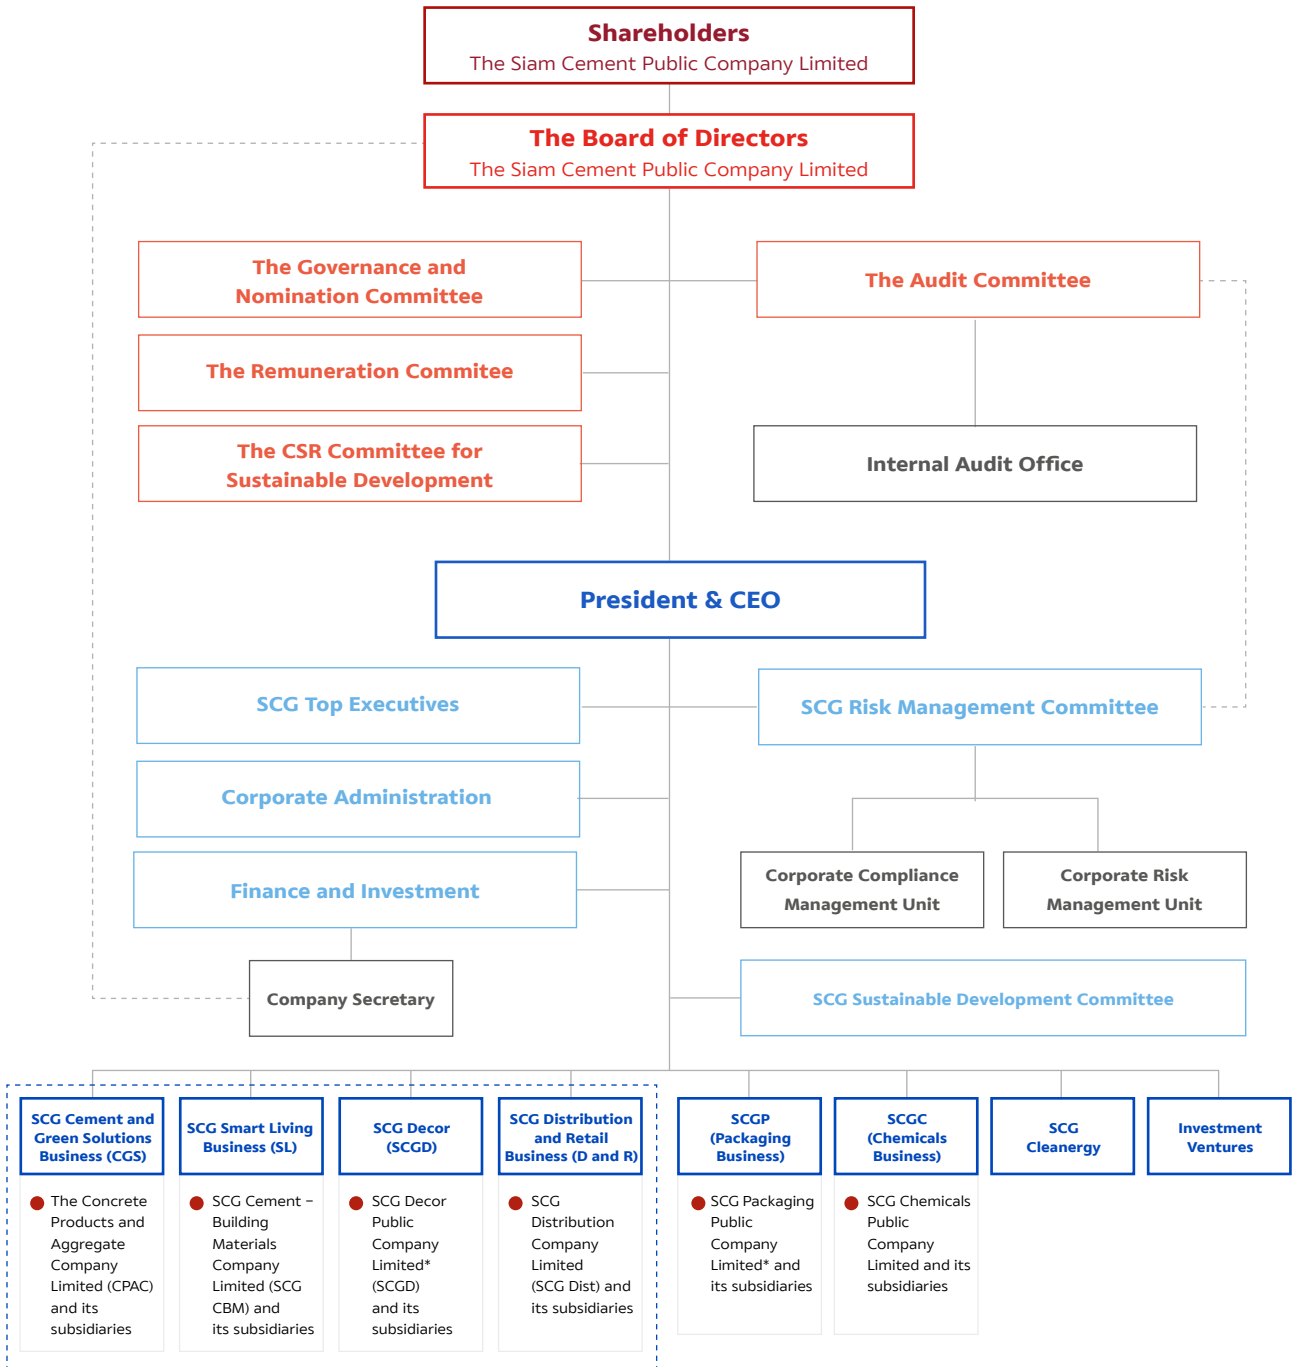 Shareholders
The Siam Cement Public Company Limited
The Board of Directors
The Siam Cement Public Company Limited
The Governance and
Nomination Committee
The Audit Committee
The Remuneration Commitee
The CSR Committee for
Sustainable Development
Internal Audit Office
President & CEO
SCG Top Executives
SCG Risk Management Committee
Corporate Administration
Finance and Investment
Corporate Compliance
Management Unit
Corporate Risk
Management Unit
Company Secretary
SCG Sustainable Development Committee
SCG Cement and
Green Solutions
Business (CGS)
SCG Smart Living
Business (SL)
SCG Decor
(SCGD)
SCG Distribution
and Retail
Business (D and R)
SCGP
(Packaging
Business)
SCGC
(Chemicals
Business)
SCG
Cleanergy
Investment
Ventures
The Concrete
Products and
Aggregate
Company
Limited (CPAC)
and its
subsidiaries
SCG Cement –
Building
Materials
Company
Limited (SCG
CBM) and
its subsidiaries
SCG Decor
Public
Company
Limited*
(SCGD)
and its
subsidiaries
SCG
Distribution
Company
Limited
(SCG Dist) and
its subsidiaries
SCG Packaging
Public
Company
Limited* and
its subsidiaries
SCG Chemicals
Public
Company
Limited and its
subsidiaries